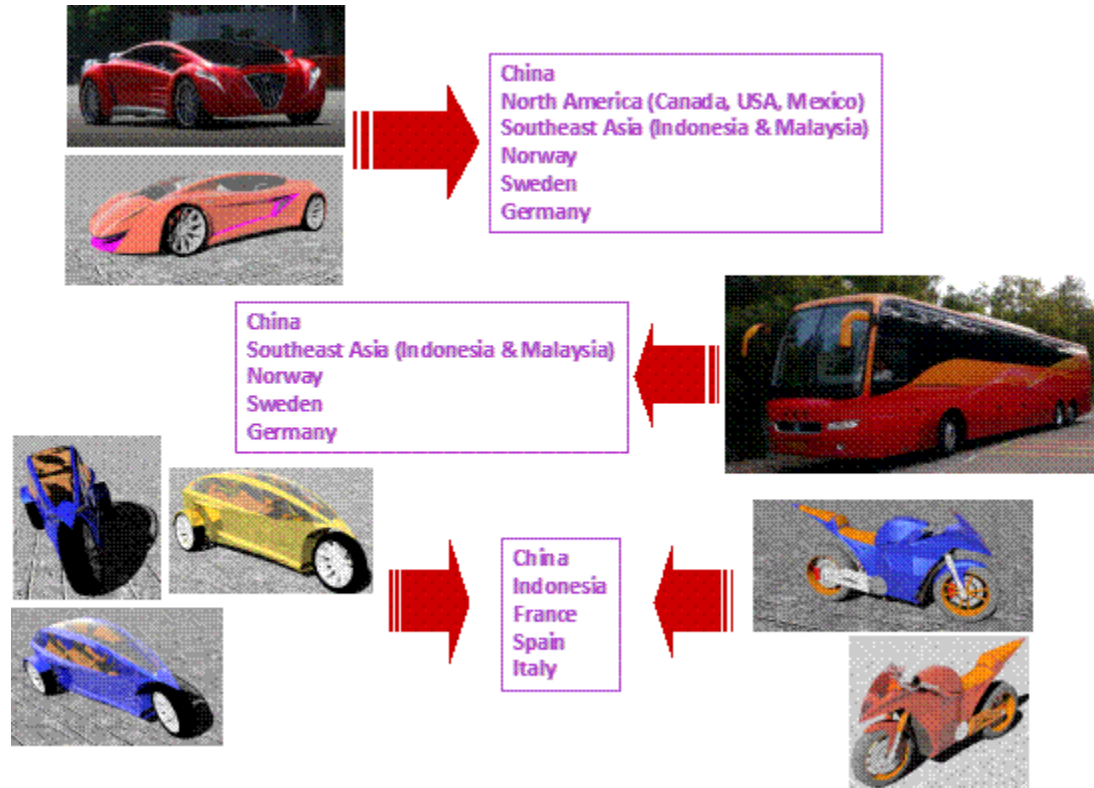 China
North America (Canada, USA, Mexico)
Southeast Asia (Indonesia & Malaysia)
Norway
Sweden
Germany
China
Southeast Asia (Indonesia & Malaysia)
Norway
Sweden
Germany
China
Indonesia
France
Spain
Italy